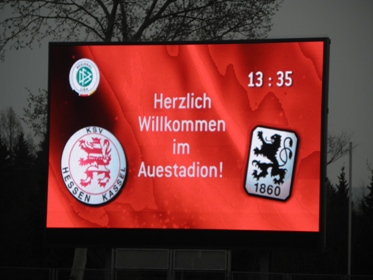 13:35
Herzlich
Willkommen
im
Auestadion!
KSV
HESSEN KASSEL
1860